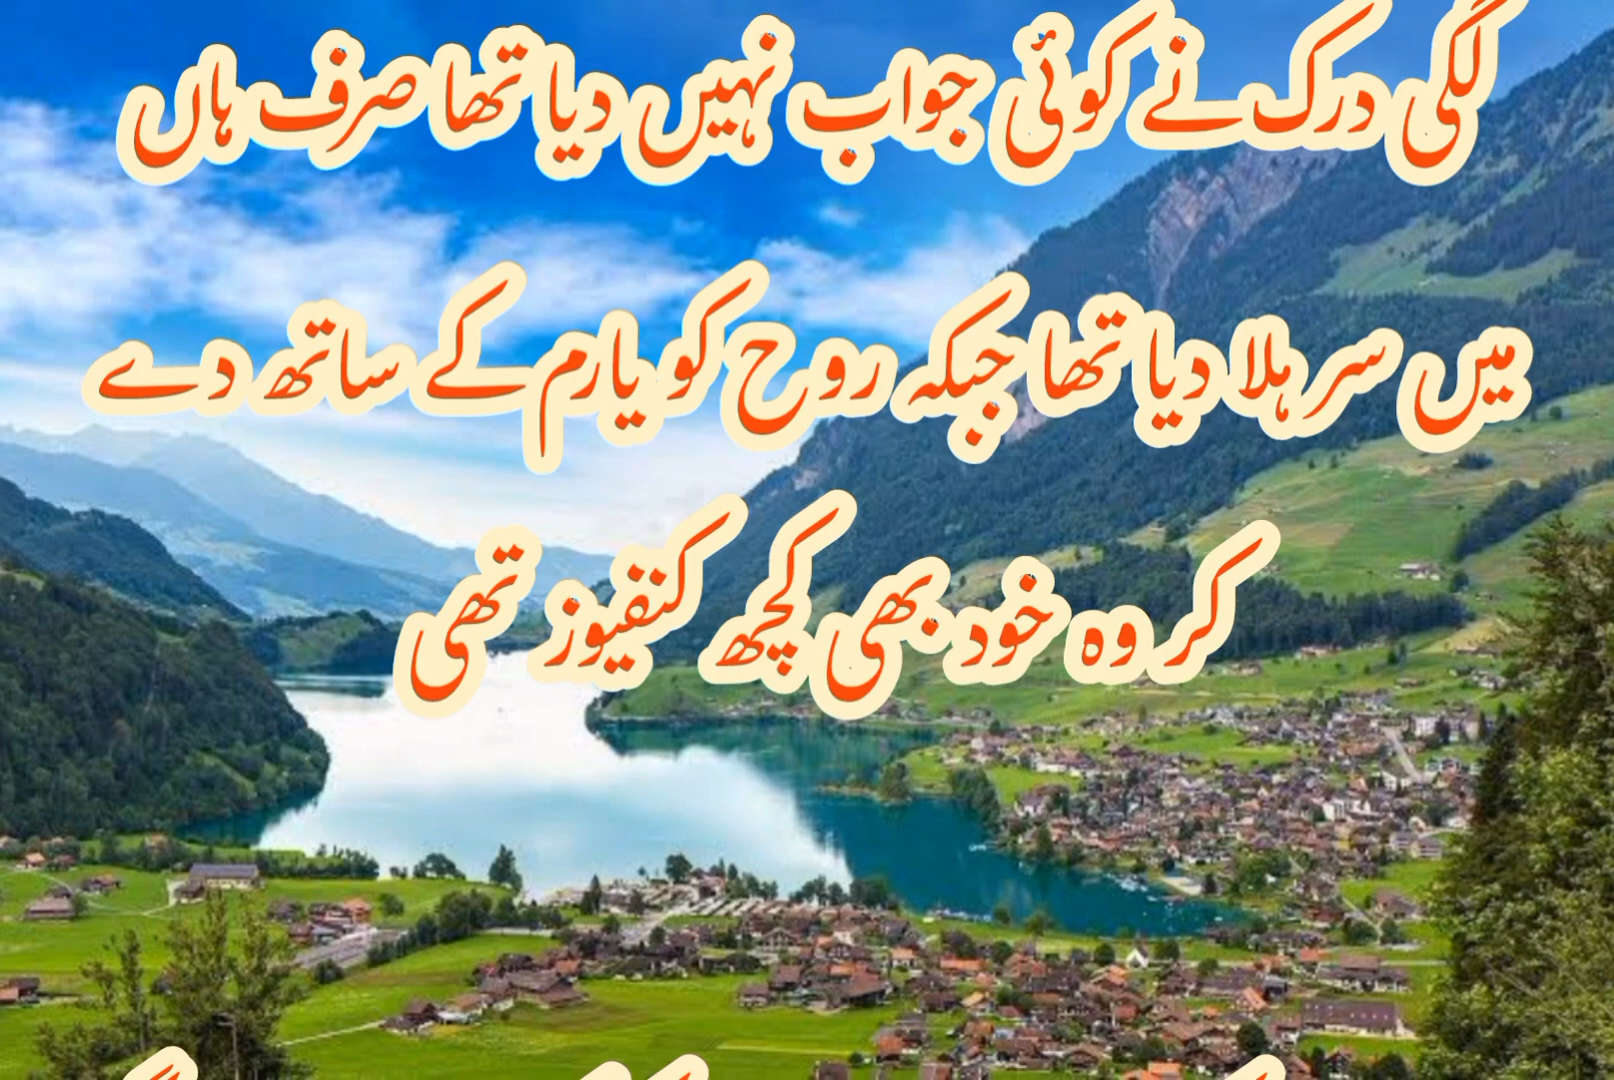 لگی درک نے کوئی جواب نہیں دیا تھا صرف ہاں
میں سر ہلا دیا تھا جبکہ روح کو یارم کے ساتھ دے
کر وہ خود بھی کچھ کنفیوز تھی